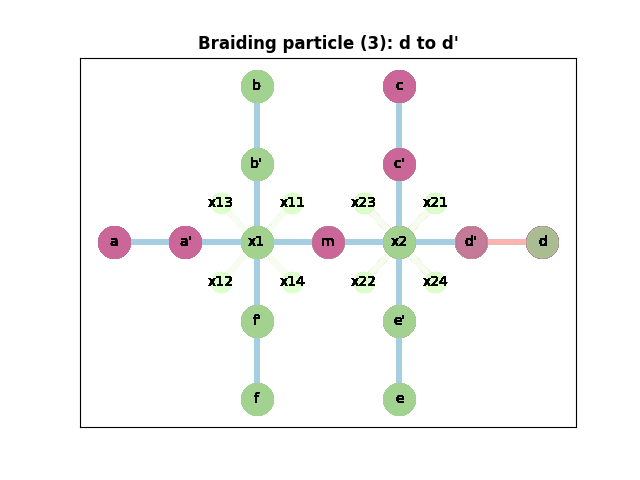 Braiding particle (3): d to d'
b c
b' c'
x13 x11 x23 x21
a a' x1 m x2 d' d
x12 x14 x22 x24
f' e'
f e